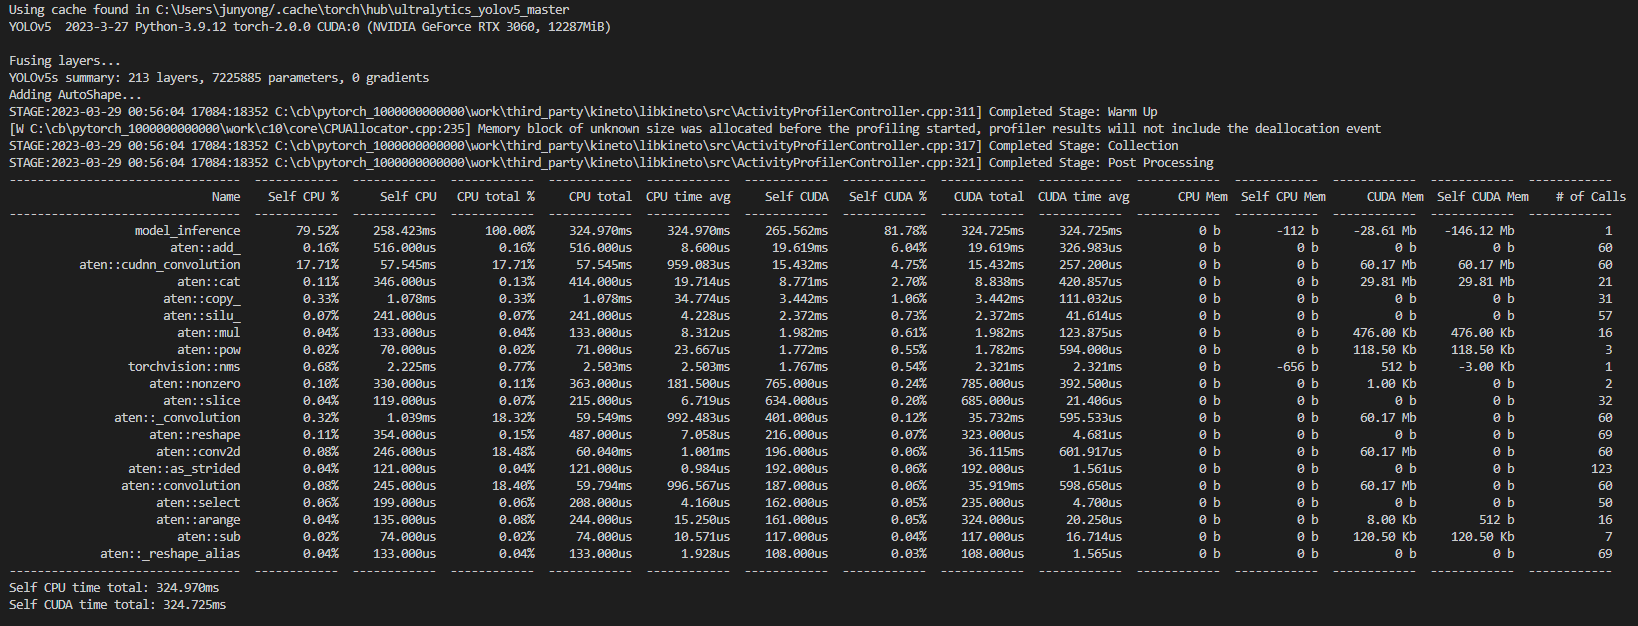 Using cache found in C:\Users\junyong/.cache\torch\hub\ultralytics_yolov5_master
YOLOv5  2023-3-27 Python-3.9.12 torch-2.0.0 CUDA:0 (NVIDIA GeForce RTX 3060, 12287MiB)
Fusing layers...
YOLOv5s summary: 213 layers, 7225885 parameters, 0 gradients
Adding AutoShape...
STAGE:2023-03-29 00:56:04 17084:18352 C:\cb\pytorch_1000000000000\work\third_party\kineto\libkineto\src\ActivityProfilerController.cpp:311] Completed Stage: Warm Up
[W C:\cb\pytorch_1000000000000\work\c10\core\CPUAllocator.cpp:235] Memory block of unknown size was allocated before the profiling started, profiler results will not include the deallocation event
STAGE:2023-03-29 00:56:04 17084:18352 C:\cb\pytorch_1000000000000\work\third_party\kineto\libkineto\src\ActivityProfilerController.cpp:317] Completed Stage: Collection
STAGE:2023-03-29 00:56:04 17084:18352 C:\cb\pytorch_1000000000000\work\third_party\kineto\libkineto\src\ActivityProfilerController.cpp:321] Completed Stage: Post Processing
Name  Self CPU %  Self CPU  CPU total %  CPU total  CPU time avg  Self CUDA  Self CUDA %  CUDA total  CUDA time avg  CPU Mem  Self CPU Mem  CUDA Mem  Self CUDA Mem  # of Calls
model_inference  79.52%  258.423ms  100.00%  324.970ms  324.970ms  265.562ms  81.78%  324.725ms  324.725ms  0 b  -112 b  -28.61 Mb  -146.12 Mb  1
aten::add_  0.16%  516.000us  0.16%  516.000us  8.600us  19.619ms  6.04%  19.619ms  326.983us  0 b  0 b  0 b  0 b  60
aten::cudnn_convolution  17.71%  57.545ms  17.71%  57.545ms  959.083us  15.432ms  4.75%  15.432ms  257.200us  0 b  0 b  60.17 Mb  60.17 Mb  60
aten::cat  0.11%  346.000us  0.13%  414.000us  19.714us  8.771ms  2.70%  8.838ms  420.857us  0 b  0 b  29.81 Mb  29.81 Mb  21
aten::copy_  0.33%  1.078ms  0.33%  1.078ms  34.774us  3.442ms  1.06%  3.442ms  111.032us  0 b  0 b  0 b  0 b  31
aten::silu_  0.07%  241.000us  0.07%  241.000us  4.228us  2.372ms  0.73%  2.372ms  41.614us  0 b  0 b  0 b  0 b  57
aten::mul  0.04%  133.000us  0.04%  133.000us  8.312us  1.982ms  0.61%  1.982ms  123.875us  0 b  0 b  476.00 Kb  476.00 Kb  16
aten::pow  0.02%  70.000us  0.02%  71.000us  23.667us  1.772ms  0.55%  1.782ms  594.000us  0 b  0 b  118.50 Kb  118.50 Kb  3
torchvision::nms  0.68%  2.225ms  0.77%  2.503ms  2.503ms  1.767ms  0.54%  2.321ms  2.321ms  0 b  -656 b  512 b  -3.00 Kb  1
aten::nonzero  0.10%  330.000us  0.11%  363.000us  181.500us  765.000us  0.24%  785.000us  392.500us  0 b  0 b  1.00 Kb  0 b  2
aten::slice  0.04%  119.000us  0.07%  215.000us  6.719us  634.000us  0.20%  685.000us  21.406us  0 b  0 b  0 b  0 b  32
aten::_convolution  0.32%  1.039ms  18.32%  59.549ms  992.483us  401.000us  0.12%  35.732ms  595.533us  0 b  0 b  60.17 Mb  0 b  60
aten::reshape  0.11%  354.000us  0.15%  487.000us  7.058us  216.000us  0.07%  323.000us  4.681us  0 b  0 b  0 b  0 b  69
aten::conv2d  0.08%  246.000us  18.48%  60.040ms  1.001ms  196.000us  0.06%  36.115ms  601.917us  0 b  0 b  60.17 Mb  0 b  60
aten::as_strided  0.04%  121.000us  0.04%  121.000us  0.984us  192.000us  0.06%  192.000us  1.561us  0 b  0 b  0 b  0 b  123
aten::convolution  0.08%  245.000us  18.40%  59.794ms  996.567us  187.000us  0.06%  35.919ms  598.650us  0 b  0 b  60.17 Mb  0 b  60
aten::select  0.06%  199.000us  0.06%  208.000us  4.160us  162.000us  0.05%  235.000us  4.700us  0 b  0 b  0 b  0 b  50
aten::arange  0.04%  135.000us  0.08%  244.000us  15.250us  161.000us  0.05%  324.000us  20.250us  0 b  0 b  8.00 Kb  512 b  16
aten::sub  0.02%  74.000us  0.02%  74.000us  10.571us  117.000us  0.04%  117.000us  16.714us  0 b  0 b  120.50 Kb  120.50 Kb  7
aten::_reshape_alias  0.04%  133.000us  0.04%  133.000us  1.928us  108.000us  0.03%  108.000us  1.565us  0 b  0 b  0 b  0 b  69
Self CPU time total: 324.970ms
Self CUDA time total: 324.725ms